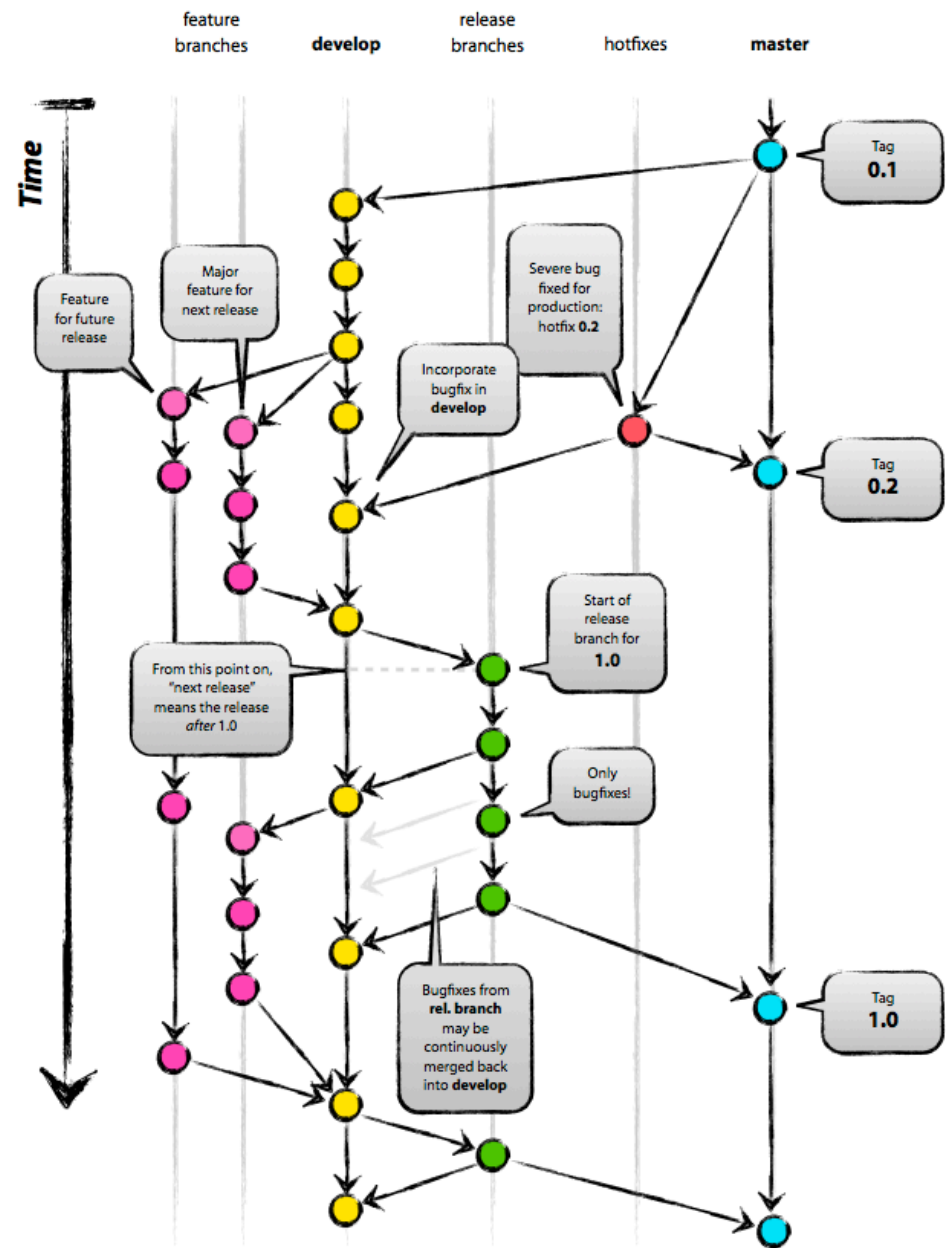 feature
branches
develop
release
branches
hotfixes
master
Time
Tag
0.1
Feature
for future
release
Major
feature for
next release
Severe bug
fixed for
production:
hotfix 0.2
Incorporate
bugfix in
develop
Tag
0.2
Start of
release
branch for
1.0
From this point on,
“next release”
means the release
after 1.0
Only
bugfixes!
Bugfixes from
rel. branch
may be
continuously
merged back
into develop
Tag
1.0